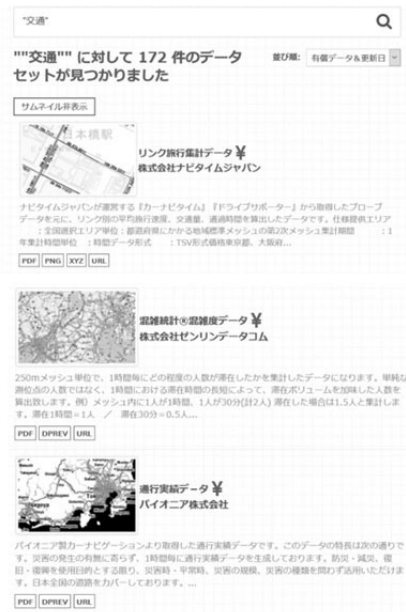 "交通"
""交通"" に対して 172 件のデータ
セットが見つかりました
並び順: 有償データ&更新日
サムネイル非表示
日本橋駅
リンク旅行集計データ ¥
株式会社ナビタイムジャパン
ナビタイムジャパンが運営する『カーナビタイム』『ドライブサポーター』から取得したプローブ
データを元に、リンク別の平均旅行速度、交通量、通過時間を算出したデータです。仕様提供エリア
:全国選択エリア単位:都道府県にかかる地域標準メッシュの第2次メッシュ集計期間 :1
年集計時間単位 :時間データ形式 :TSV形式価格東京都、大阪府...
PDF PNG XYZ URL
混雑統計®混雑度データ ¥
株式会社ゼンリンデータコム
250mメッシュ単位で、1時間毎にどの程度の人数が滞在したかを集計したデータになります。単純な
測位点の人数ではなく、1時間における滞在時間の長短によって、滞在ボリュームを加味した人数を
算出致します。例)メッシュ内に1人が1時間、1人が30分(計2人) 滞在した場合は1.5人と集計しま
す。滞在1時間=1人 / 滞在30分=0.5人...
PDF DPREV URL
通行実績データ ¥
パイオニア株式会社
パイオニア製カーナビゲーションより取得した通行実績データです。このデータの特長は次の通りで
す。災害の発生の有無に寄らず、1時間毎に通行実績データを生成しております。防災・減災、復
旧・復興を使用目的とする限り、災害時・平常時、災害の規模、災害の種類を問わず活用いただけま
す。日本全国の道路を力バーしております。...
PDF DPREV URL